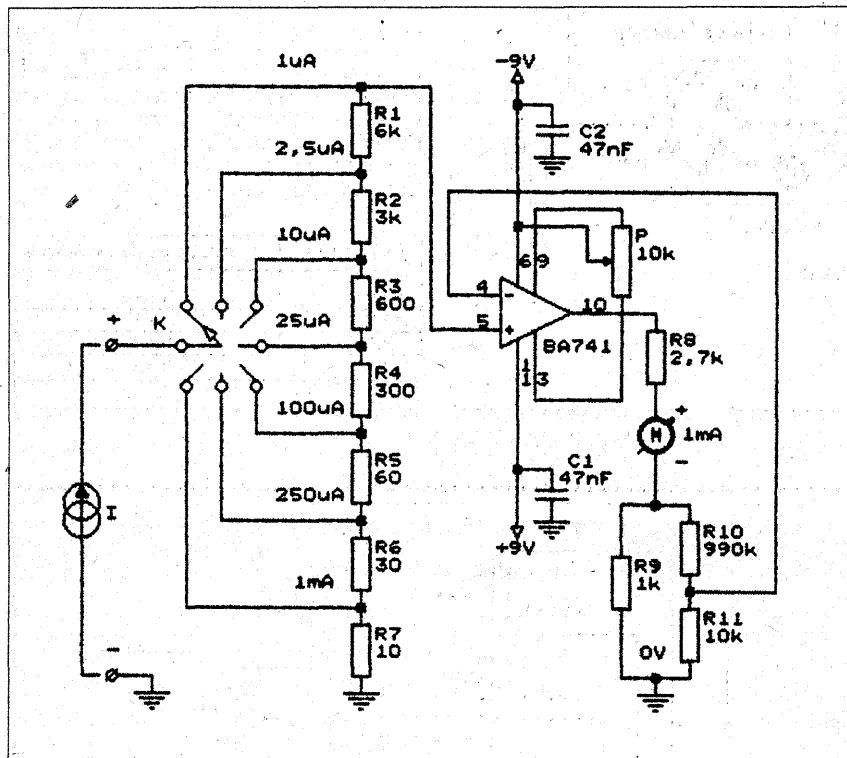 1uA
R1
6k
2,5uA
R2
3k
10uA
R3
600
25uA
R4
300
100uA
R5
60
250uA
R6
30
1mA
R7
10
+
K
I
-
-9V
C2
47nF
P
10k
6 9
4
-
5
+
10
BA741
1
13
R8
2,7k
+
M
1mA
-
C1
47nF
+9V
R10
990k
R9
1k
R11
10k
0V